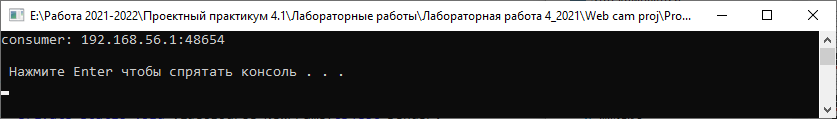 E:\Работа 2021-2022\Проектный практикум 4.1\Лабораторные работы\Лабораторная работа 4_2021\Web cam proj\Pro...
consumer: 192.168.56.1:48654
Нажмите Enter чтобы спрятать консоль . . .